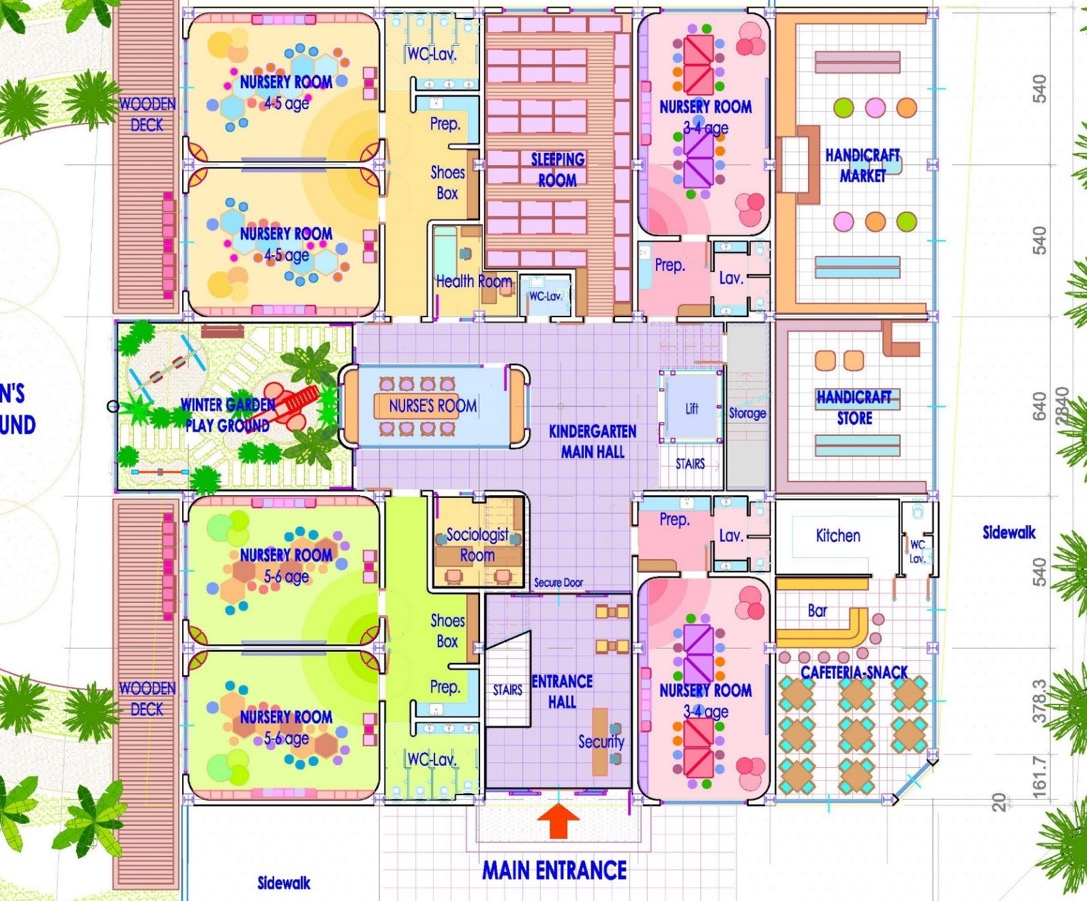 WOODEN
DECK
NURSERY ROOM
4-5 age
WC-Lav.
Prep.
Shoes
Box
SLEEPING
ROOM
NURSERY ROOM
3-4 age
HANDICRAFT
MARKET
540
NURSERY ROOM
4-5 age
Health Room
WC-Lav.
Prep.
Lav.
540
N'S
UND
WINTER GARDEN
PLAY GROUND
NURSE'S ROOM
KINDERGARTEN
MAIN HALL
Lift
STAIRS
Storage
HANDICRAFT
STORE
640
2840
NURSERY ROOM
5-6 age
Sociologist
Room
Secure Door
Prep.
Lav.
Kitchen
WC
Lav.
Sidewalk
540
Shoes
Box
Bar
WOODEN
DECK
NURSERY ROOM
5-6 age
Prep.
WC-Lav.
STAIRS
ENTRANCE
HALL
Security
NURSERY ROOM
3-4 age
CAFETERIA-SNACK
378.3
161.7
20
MAIN ENTRANCE
Sidewalk